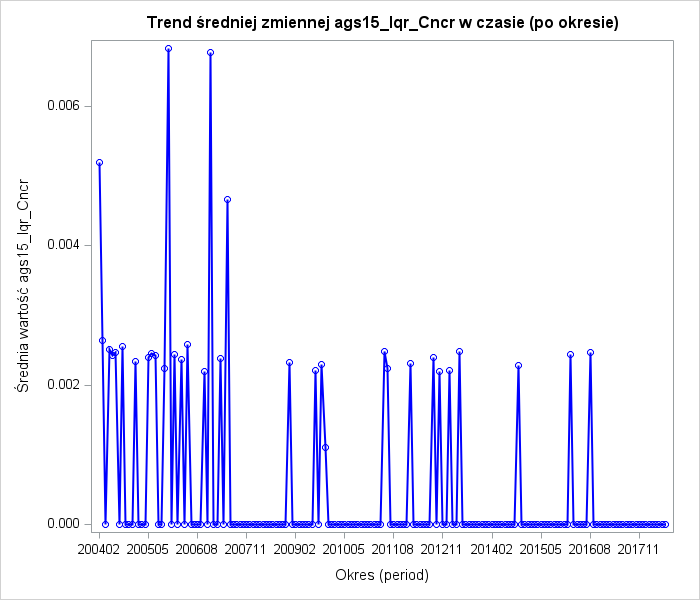 Trend średniej zmiennej ags15_Iqr_Cncr w czasie (po okresie)
Średnia wartość ags15_Iqr_Cncr
0.006
0.004
0.002
0.000
200402 200505 200608 200711 200902 201005 201108 201211 201402 201505 201608 201711
Okres (period)